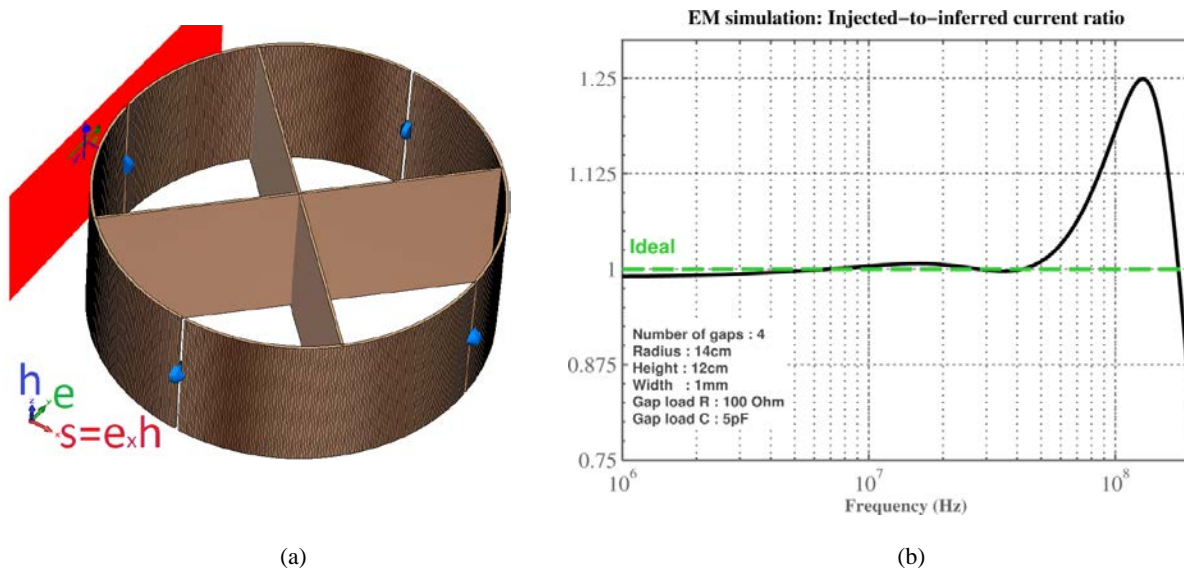 EM simulation: Injected-to-inferred current ratio
h
e
s=exh
z
y
x
1.25
1.125
1
0.875
0.75
Ideal
Number of gaps : 4
Radius : 14cm
Height : 12cm
Width : 1mm
Gap load R : 100 Ohm
Gap load C : 5pF
10^6
10^7
10^8
Frequency (Hz)
(a)
(b)